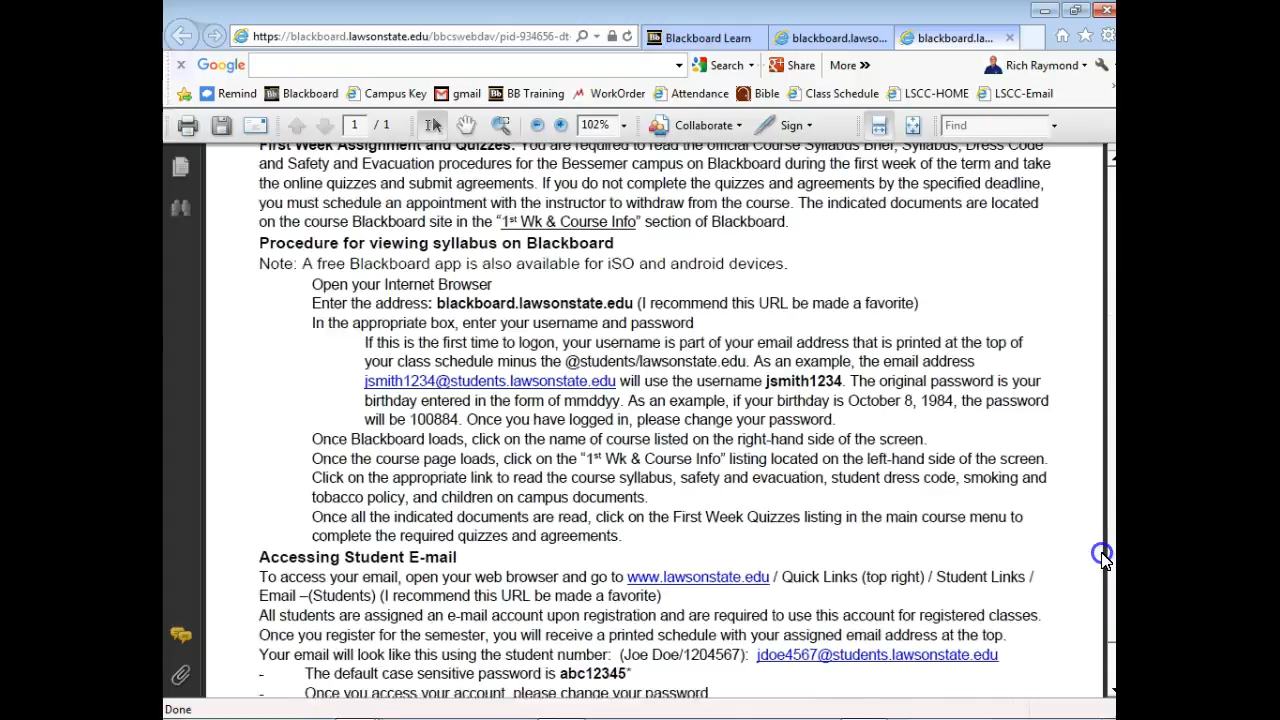 https://blackboard.lawsonstate.edu/bbcswebdav/pid-934656-dt-
Bb Blackboard Learn
blackboard.lawso...
blackboard.la...
Google
Search
Share
More »
Rich Raymond
Remind
Bb Blackboard
Campus Key
gmail
Bb BB Training
WorkOrder
Attendance
Bible
Class Schedule
LSCC-HOME
LSCC-Email
1 / 1
102%
Collaborate
Sign
Find
First Week Assignment and Quizzes: You are required to read the official Course Syllabus Brief, Syllabus, Dress Code
and Safety and Evacuation procedures for the Bessemer campus on Blackboard during the first week of the term and take
the online quizzes and submit agreements. If you do not complete the quizzes and agreements by the specified deadline,
you must schedule an appointment with the instructor to withdraw from the course. The indicated documents are located
on the course Blackboard site in the “1st Wk & Course Info” section of Blackboard.
Procedure for viewing syllabus on Blackboard
Note: A free Blackboard app is also available for iSO and android devices.
Open your Internet Browser
Enter the address: blackboard.lawsonstate.edu (I recommend this URL be made a favorite)
In the appropriate box, enter your username and password
If this is the first time to logon, your username is part of your email address that is printed at the top of
your class schedule minus the @students/lawsonstate.edu. As an example, the email address
jsmith1234@students.lawsonstate.edu will use the username jsmith1234. The original password is your
birthday entered in the form of mmddyy. As an example, if your birthday is October 8, 1984, the password
will be 100884. Once you have logged in, please change your password.
Once Blackboard loads, click on the name of course listed on the right-hand side of the screen.
Once the course page loads, click on the “1st Wk & Course Info” listing located on the left-hand side of the screen.
Click on the appropriate link to read the course syllabus, safety and evacuation, student dress code, smoking and
tobacco policy, and children on campus documents.
Once all the indicated documents are read, click on the First Week Quizzes listing in the main course menu to
complete the required quizzes and agreements.
Accessing Student E-mail
To access your email, open your web browser and go to www.lawsonstate.edu / Quick Links (top right) / Student Links /
Email –(Students) (I recommend this URL be made a favorite)
All students are assigned an e-mail account upon registration and are required to use this account for registered classes.
Once you register for the semester, you will receive a printed schedule with your assigned email address at the top.
Your email will look like this using the student number: (Joe Doe/1204567): jdoe4567@students.lawsonstate.edu
- The default case sensitive password is abc12345*
- Once you access your account, please change your password
Done